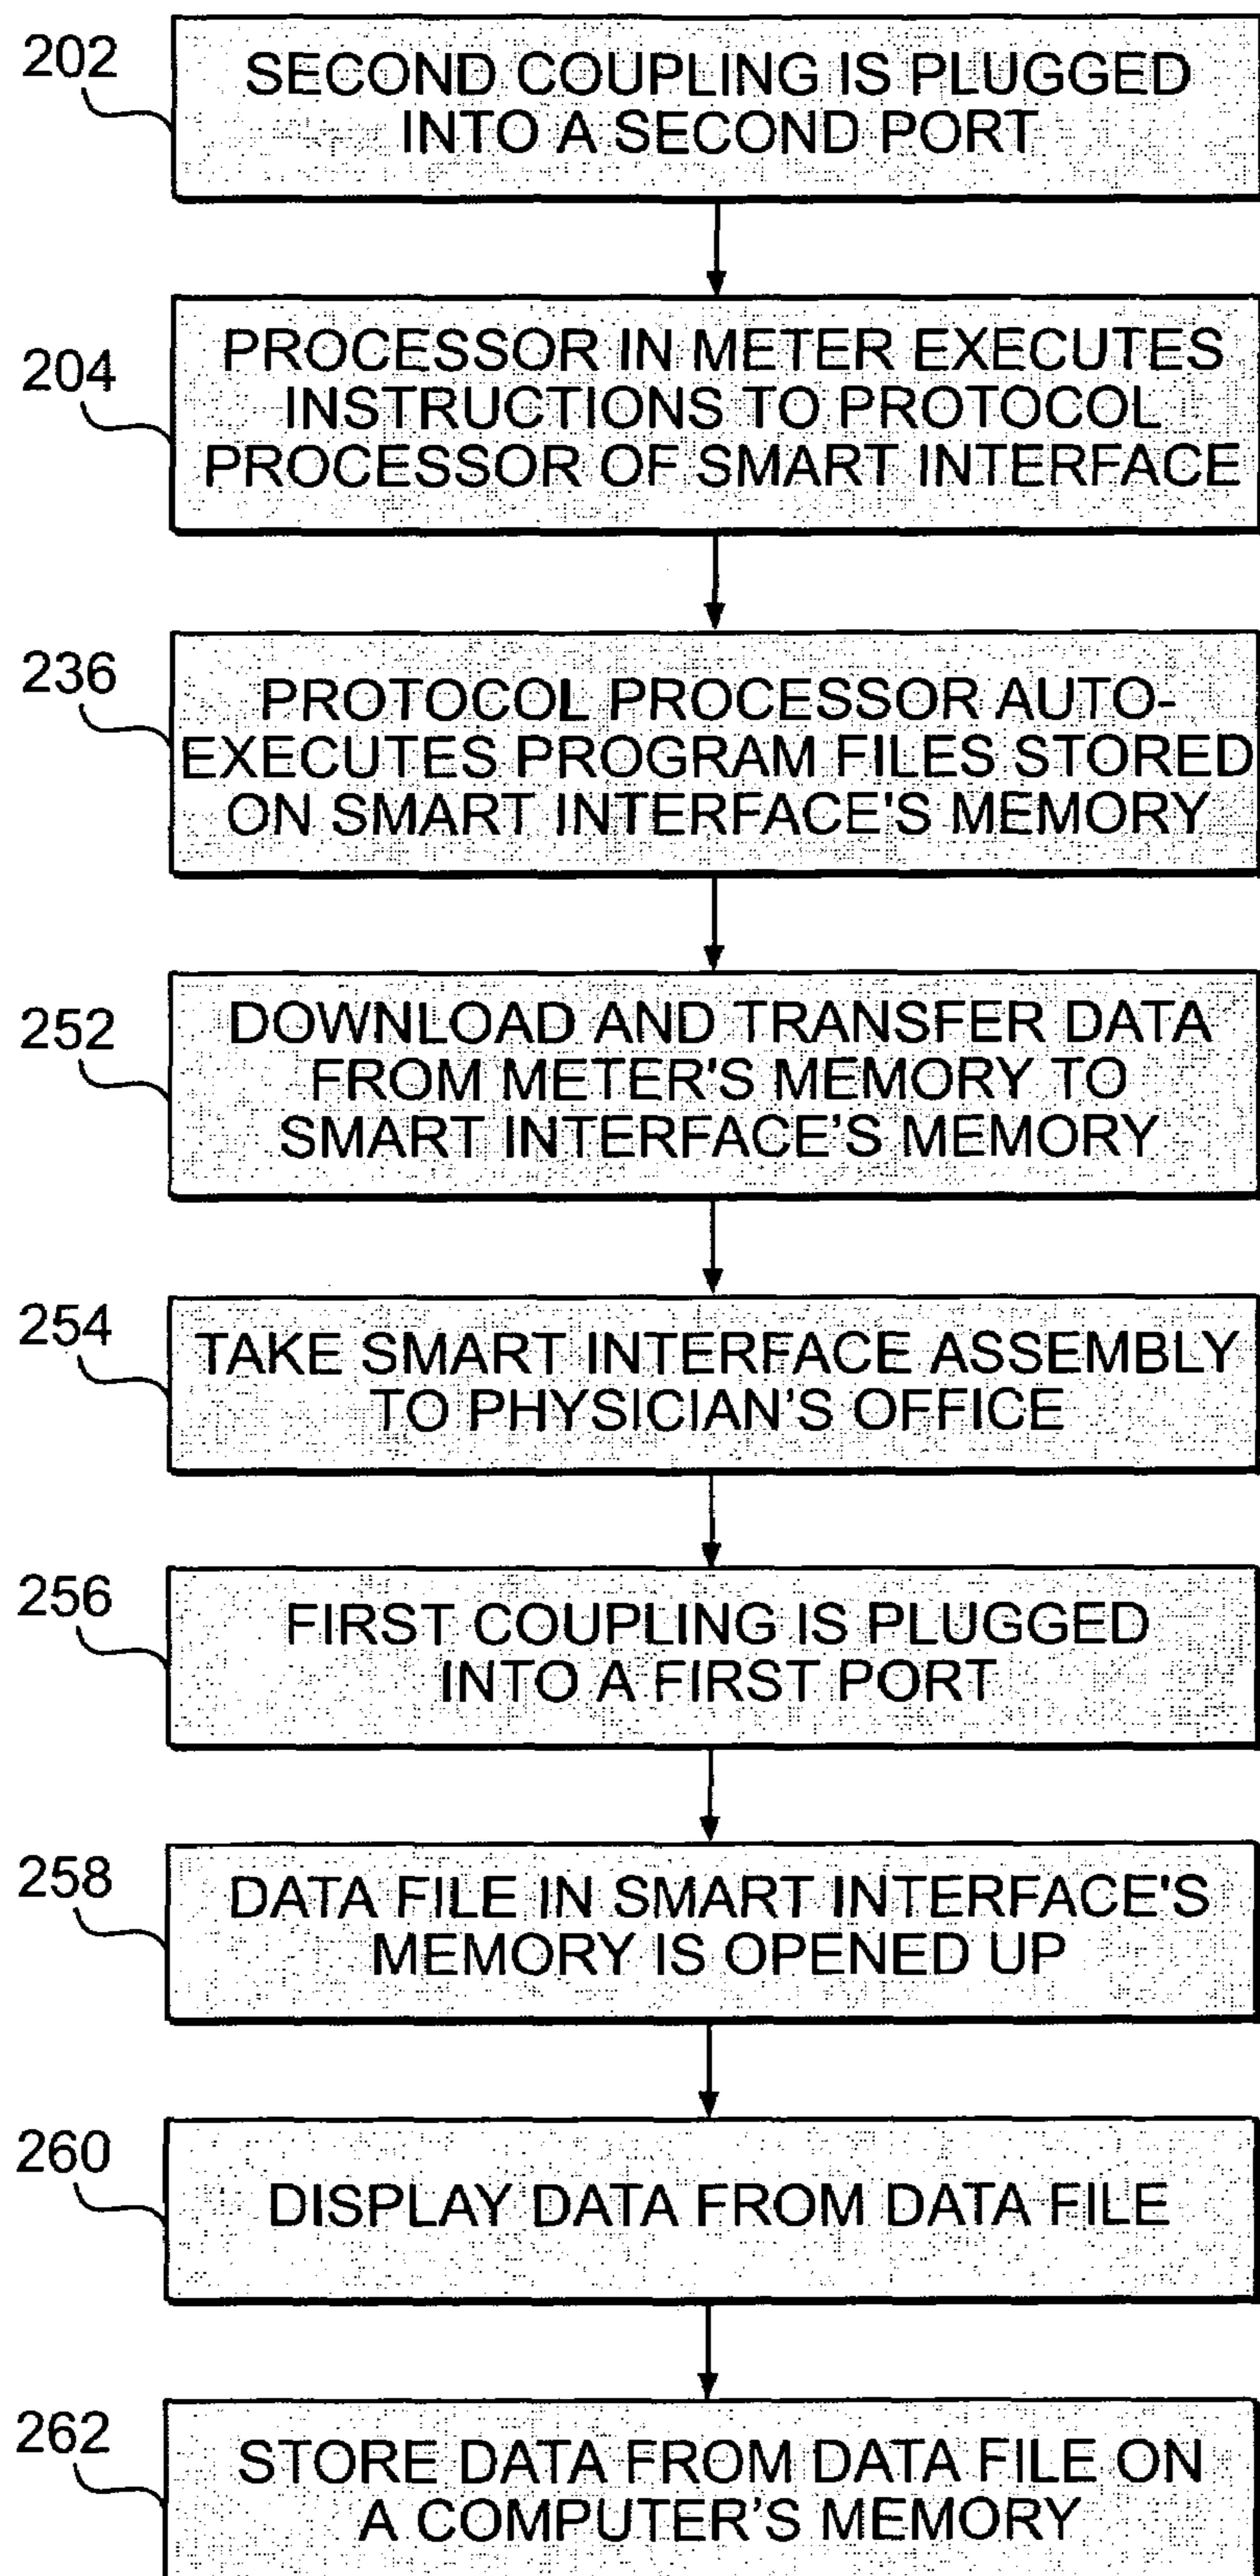 202
SECOND COUPLING IS PLUGGED
INTO A SECOND PORT
204
PROCESSOR IN METER EXECUTES
INSTRUCTIONS TO PROTOCOL
PROCESSOR OF SMART INTERFACE
236
PROTOCOL PROCESSOR AUTO-
EXECUTES PROGRAM FILES STORED
ON SMART INTERFACE'S MEMORY
252
DOWNLOAD AND TRANSFER DATA
FROM METER'S MEMORY TO
SMART INTERFACE’S MEMORY
254
TAKE SMART INTERFACE ASSEMBLY
TO PHYSICIAN’S OFFICE
256
FIRST COUPLING IS PLUGGED
INTO A FIRST PORT
258
DATA FILE IN SMART INTERFACE'S
MEMORY IS OPENED UP
260
DISPLAY DATA FROM DATA FILE
262
STORE DATA FROM DATA FILE ON
A COMPUTER’S MEMORY